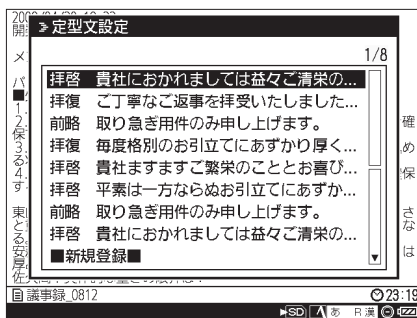 定型文設定
1/8
拝啓 貴社におかれましては益々ご清栄の...
拝復 ご丁寧なご返事を拝受いたしました...
前略 取り急ぎ用件のみ申し上げます。
拝復 毎度格別のお引立てにあずかり厚く...
拝啓 貴社ますますご繁栄のこととお喜び...
拝啓 平素は一方ならぬお引立てにあずか...
前略 取り急ぎ用件のみ申し上げます。
拝啓 貴社におかれましては益々ご清栄の...
■新規登録■
議事録_0812
23:19
SD あ R漢